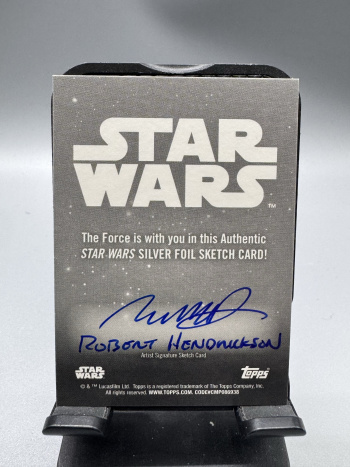 STAR
WARS
™
The Force is with you in this Authentic
STAR WARS SILVER FOIL SKETCH CARD!
ROBERT HENDRICKSON
Artist Signature Sketch Card
STAR
WARS
topps
© & ™ Lucasfilm Ltd. Topps is a registered trademark of The Topps Company, Inc.
All rights reserved. WWW.TOPPS.COM. CODE#CMP086938